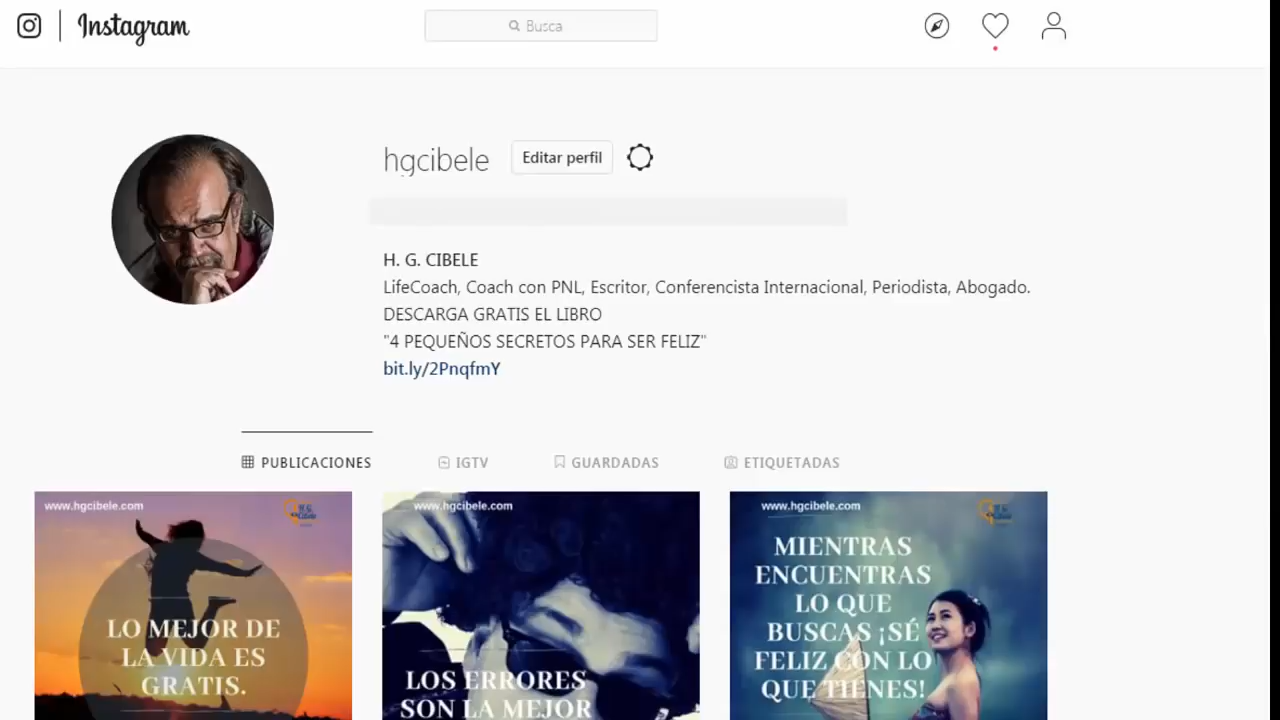 Instagram
Busca
hgcibele
Editar perfil
H. G. CIBELE
LifeCoach, Coach con PNL, Escritor, Conferencista Internacional, Periodista, Abogado.
DESCARGA GRATIS EL LIBRO
"4 PEQUEÑOS SECRETOS PARA SER FELIZ"
bit.ly/2PnqfmY
PUBLICACIONES
IGTV
GUARDADAS
ETIQUETADAS
www.hgcibele.com
H. G.
Cibele
LO MEJOR DE
LA VIDA ES
GRATIS.
www.hgcibele.com
LOS ERRORES
SON LA MEJOR
www.hgcibele.com
H. G.
Cibele
MIENTRAS
ENCUENTRAS
LO QUE
BUSCAS ¡SÉ
FELIZ CON LO
QUE TIENES!